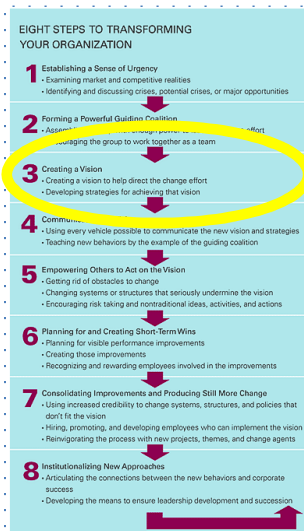 EIGHT STEPS TO TRANSFORMING
YOUR ORGANIZATION
1 Establishing a Sense of Urgency
• Examining market and competitive realities
• Identifying and discussing crises, potential crises, or major opportunities
2 Forming a Powerful Guiding Coalition
effort
the group to work together as a team
3 Creating a Vision
• Creating a vision to help direct the change effort
• Developing strategies for achieving that vision
4
• Using every vehicle possible to communicate the new vision and strategies
• Teaching new behaviors by the example of the guiding coalition
5 Empowering Others to Act on the Vision
• Getting rid of obstacles to change
• Changing systems or structures that seriously undermine the vision
• Encouraging risk taking and nontraditional ideas, activities, and actions
6 Planning for and Creating Short-Term Wins
• Planning for visible performance improvements
• Creating those improvements
• Recognizing and rewarding employees involved in the improvements
7 Consolidating Improvements and Producing Still More Change
• Using increased credibility to change systems, structures, and policies that
don't fit the vision
• Hiring, promoting, and developing employees who can implement the vision
• Reinvigorating the process with new projects, themes, and change agents
8 Institutionalizing New Approaches
• Articulating the connections between the new behaviors and corporate
success
• Developing the means to ensure leadership development and succession